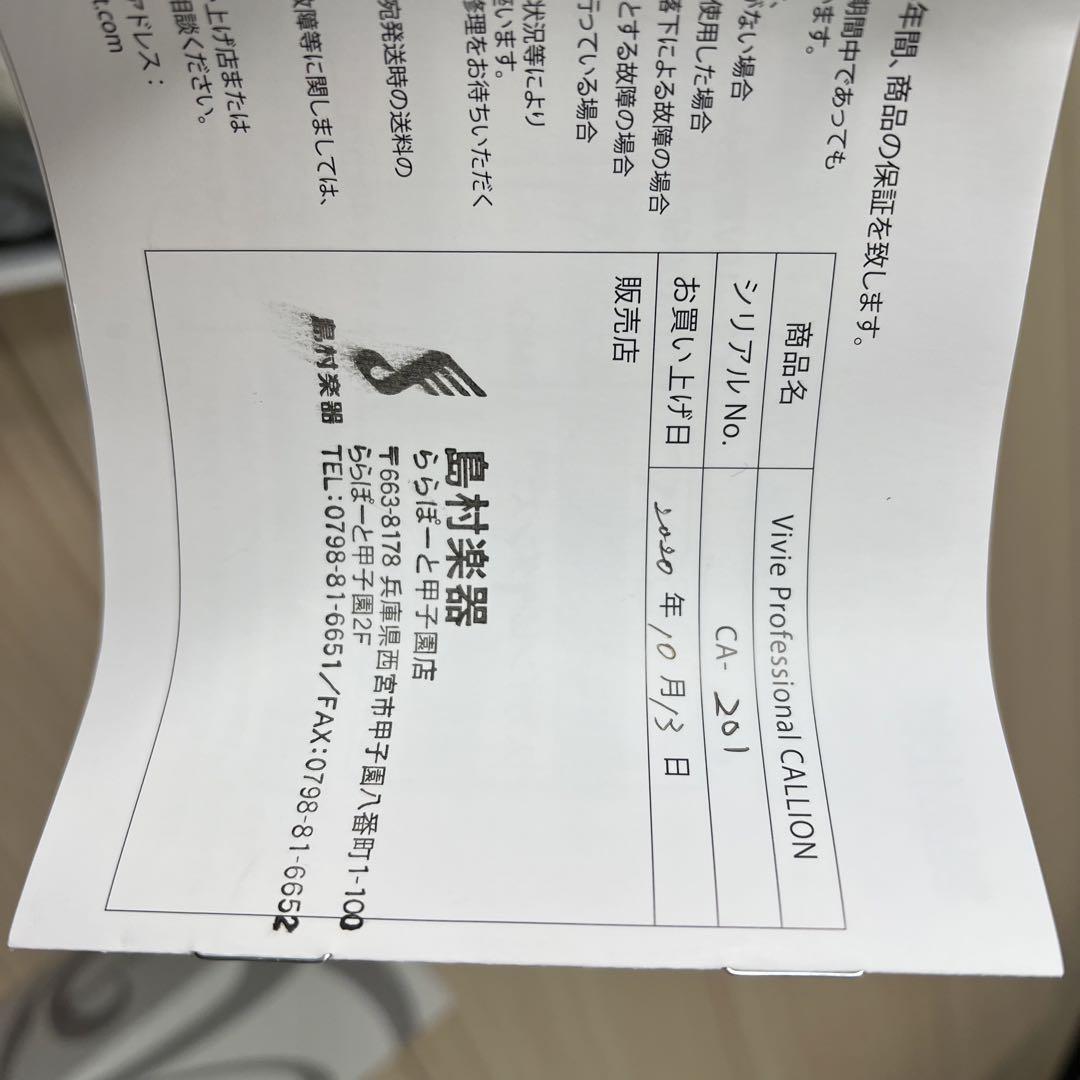 年間、商品の保証を致します。
期間中であっても
います。
がない場合
使用した場合
落下による故障の場合
とする故障の場合
行っている場合
状況等により
座います。
修理をお待ちいただく
宛発送時の送料の
故障等に関しましては、
い上げ店または
相談ください。
アドレス：
t.com
商品名 Vivie Professional CALLION
シリアル No. CA- 201
お買い上げ日 2020 年 10 月 13 日
販売店
島村楽器
島村楽器
ららぽーと甲子園店
〒663-8178 兵庫県西宮市甲子園八番町1-100
ららぽーと甲子園2F
TEL:0798-81-6651/FAX:0798-81-6652